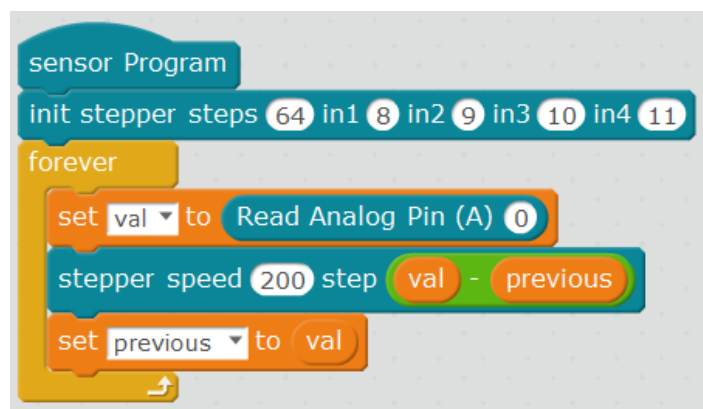 sensor Program
init stepper steps 64 in1 8 in2 9 in3 10 in4 11
forever
set val to Read Analog Pin (A) 0
stepper speed 200 step val - previous
set previous to val